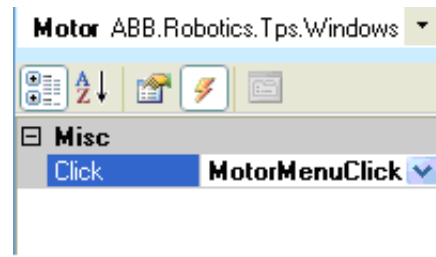 Motor ABB.Robotics.Tps.Windows
A
Z
Misc
Click MotorMenuClick